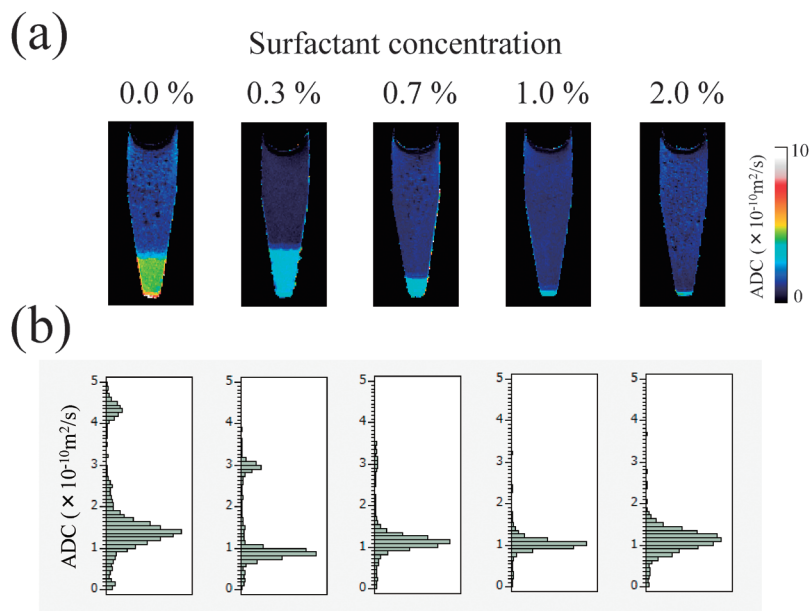 (a)
Surfactant concentration
0.0 % 0.3 % 0.7 % 1.0 % 2.0 %
10
ADC ( × 10⁻¹⁰m²/s)
0
(b)
ADC ( × 10⁻¹⁰m²/s)
5 5 5 5 5
4 4 4 4 4
3 3 3 3 3
2 2 2 2 2
1 1 1 1 1
0 0 0 0 0